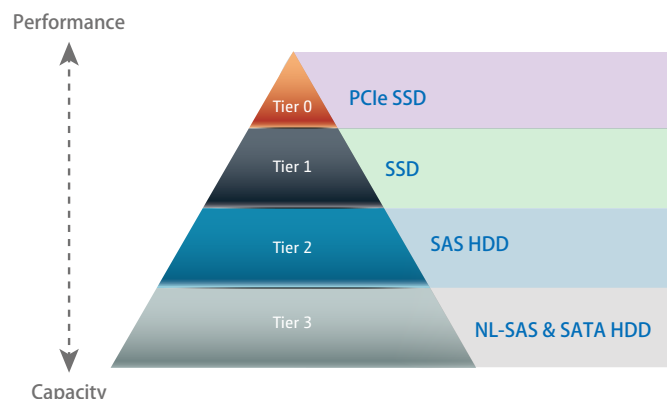 Performance
Tier 0
PCIe SSD
Tier 1
SSD
Tier 2
SAS HDD
Tier 3
NL-SAS & SATA HDD
Capacity